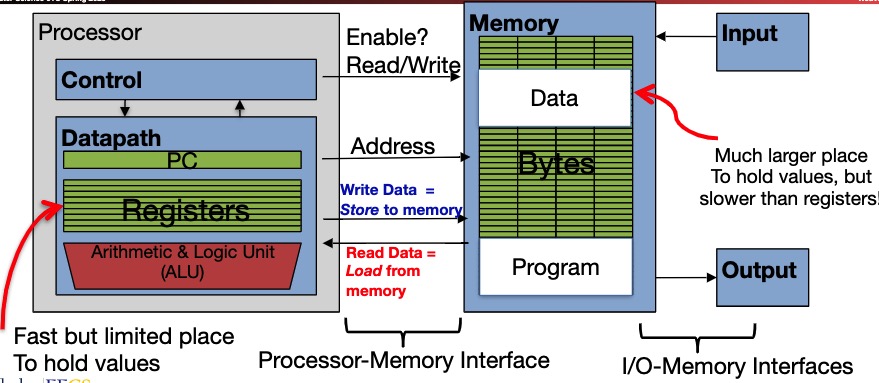 Processor
Control
Datapath
PC
Registers
Arithmetic & Logic Unit
(ALU)
Fast but limited place
To hold values
Enable?
Read/Write
Address
Write Data =
Store to memory
Read Data =
Load from
memory
Processor-Memory Interface
Memory
Data
Bytes
Program
Input
Much larger place
To hold values, but
slower than registers!
Output
I/O-Memory Interfaces